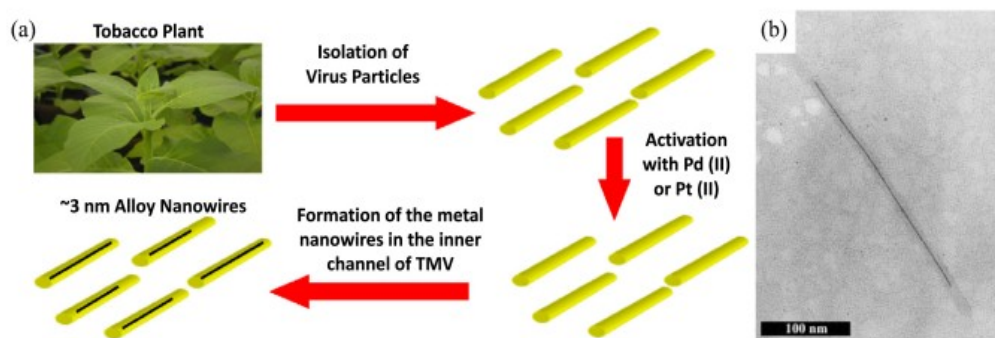 (a)
Tobacco Plant
Isolation of
Virus Particles
Activation
with Pd (II)
or Pt (II)
Formation of the metal
nanowires in the inner
channel of TMV
~3 nm Alloy Nanowires
(b)
100 nm